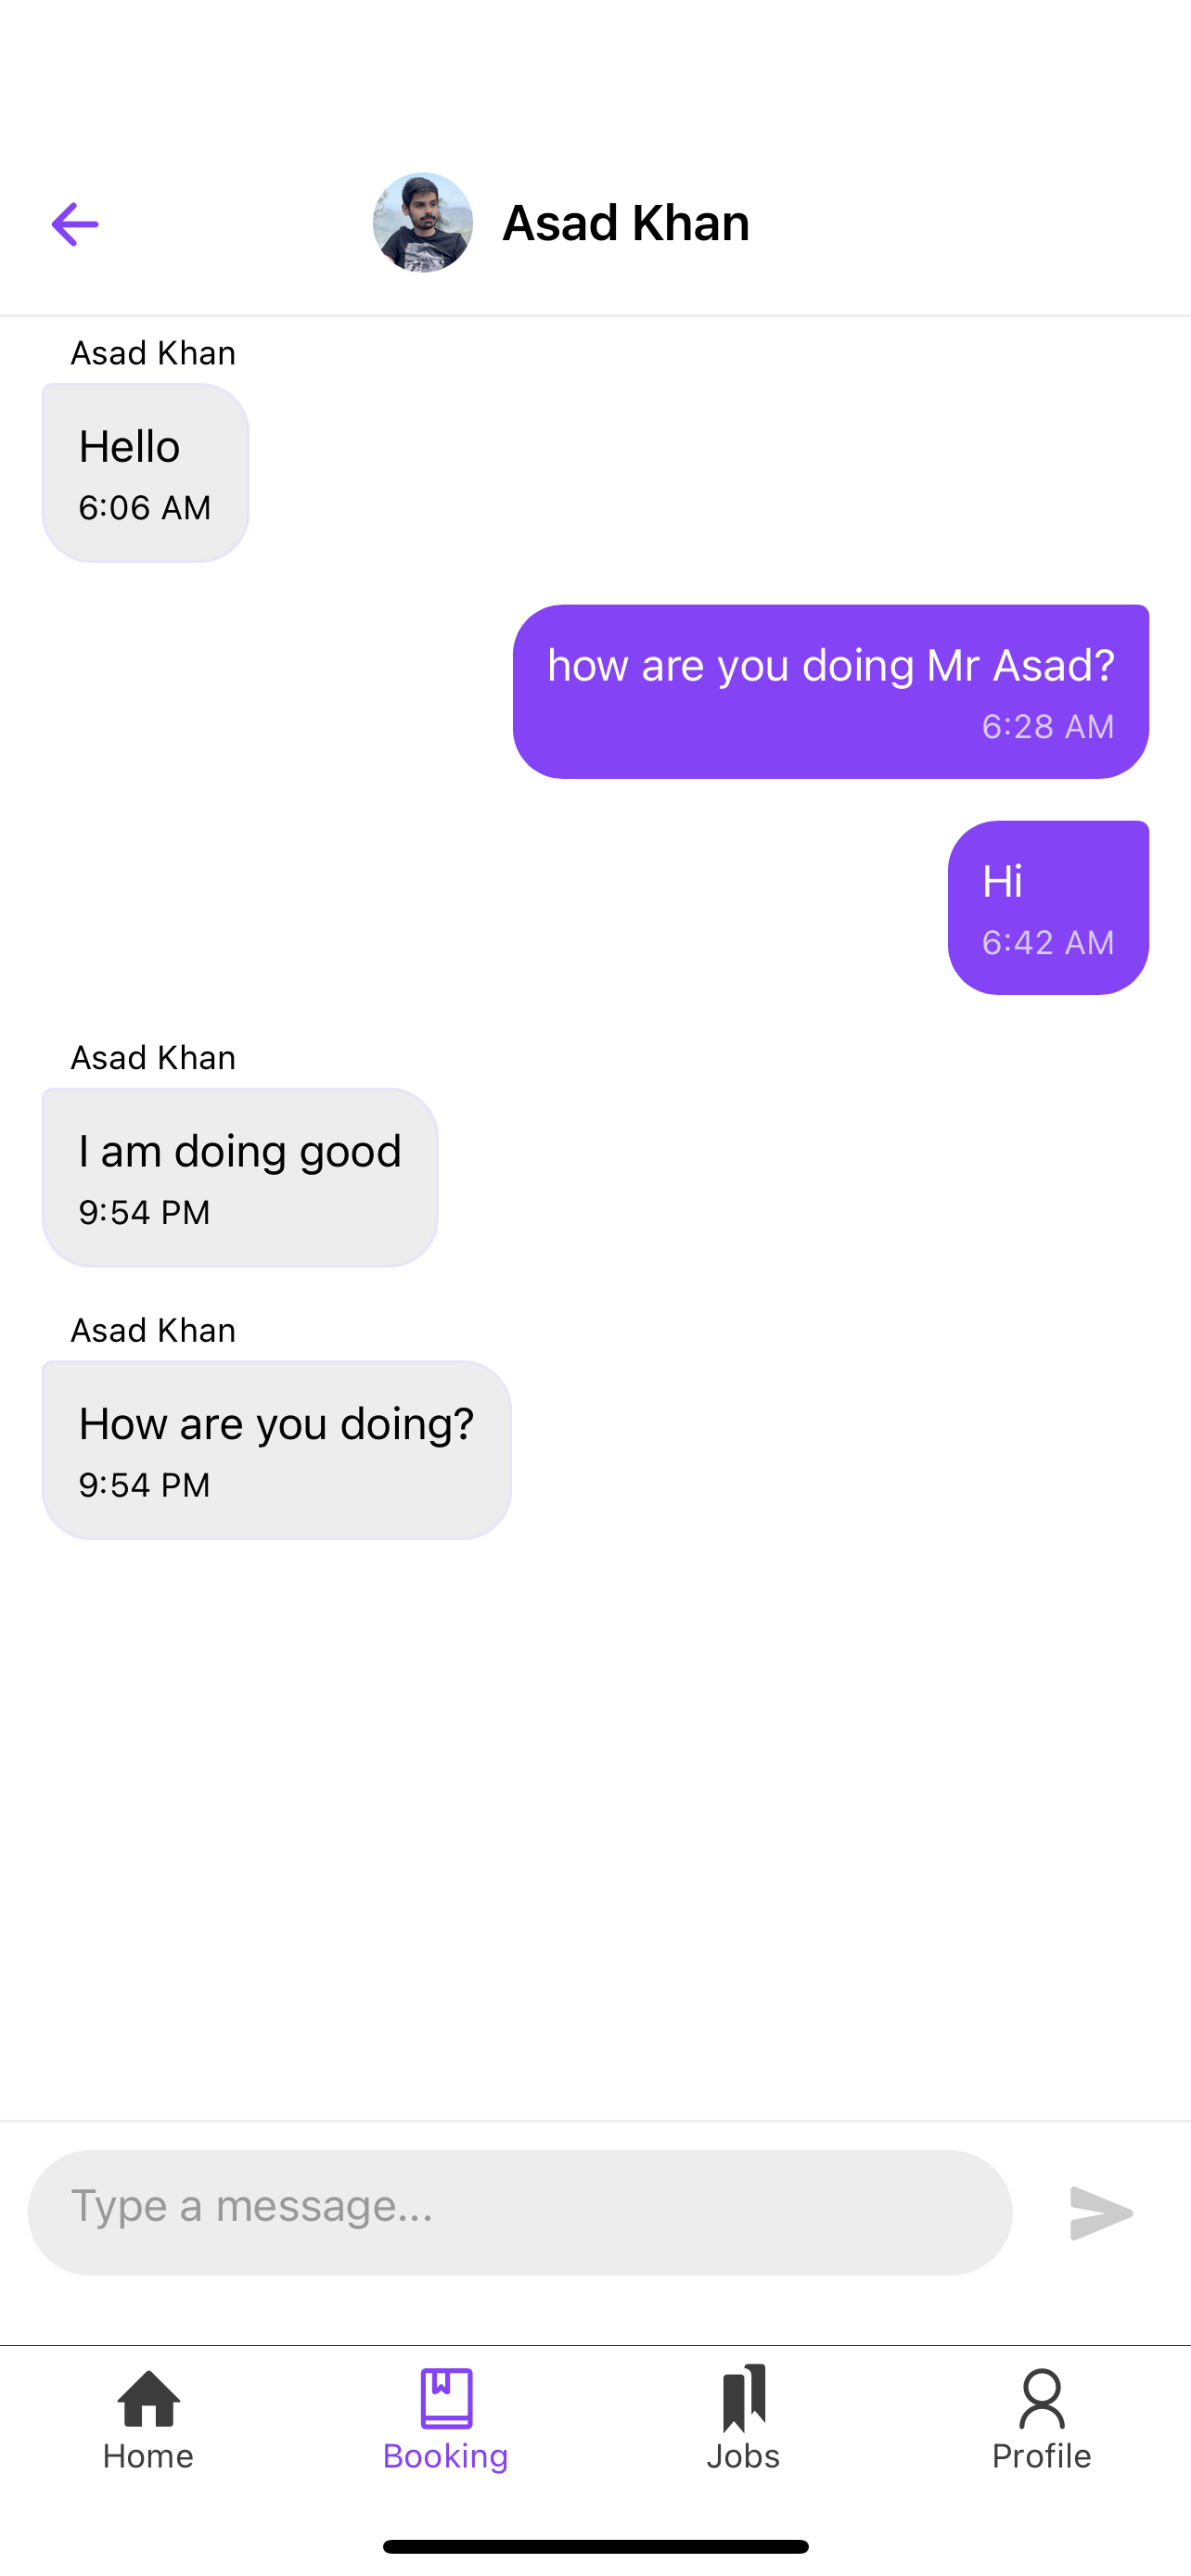 Asad Khan
Asad Khan
Hello
6:06 AM
how are you doing Mr Asad?
6:28 AM
Hi
6:42 AM
Asad Khan
I am doing good
9:54 PM
Asad Khan
How are you doing?
9:54 PM
Type a message...
Home
Booking
Jobs
Profile